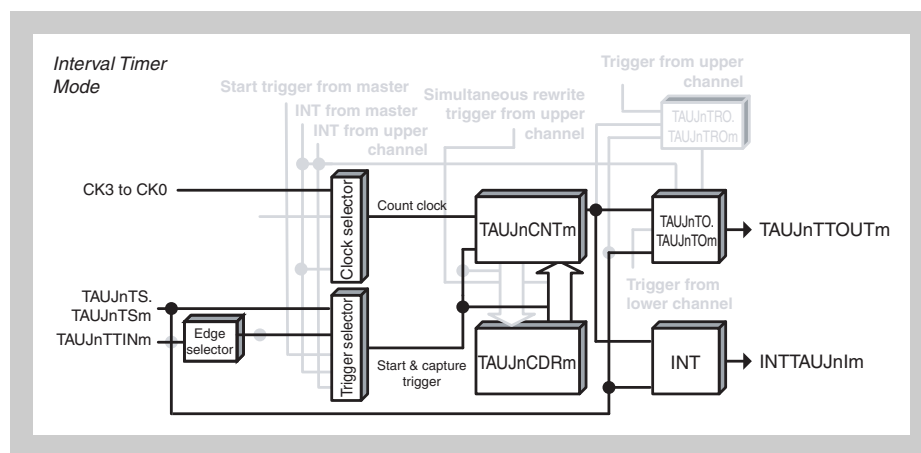 Interval Timer
Mode
Trigger from upper
channel
Start trigger from master
INT from master
INT from upper
channel
Simultaneous rewrite
trigger from upper
channel
TAUJnTRO.
TAUJnTROm
CK3 to CK0
Clock selector
Count clock
TAUJnCNTm
TAUJnTO.
TAUJnTOm
TAUJnTTOUTm
Trigger from
lower channel
TAUJnTS.
TAUJnTSm
TAUJnTTINm
Edge
selector
Trigger selector
Start & capture
trigger
TAUJnCDRm
INT
INTTAUJnIm